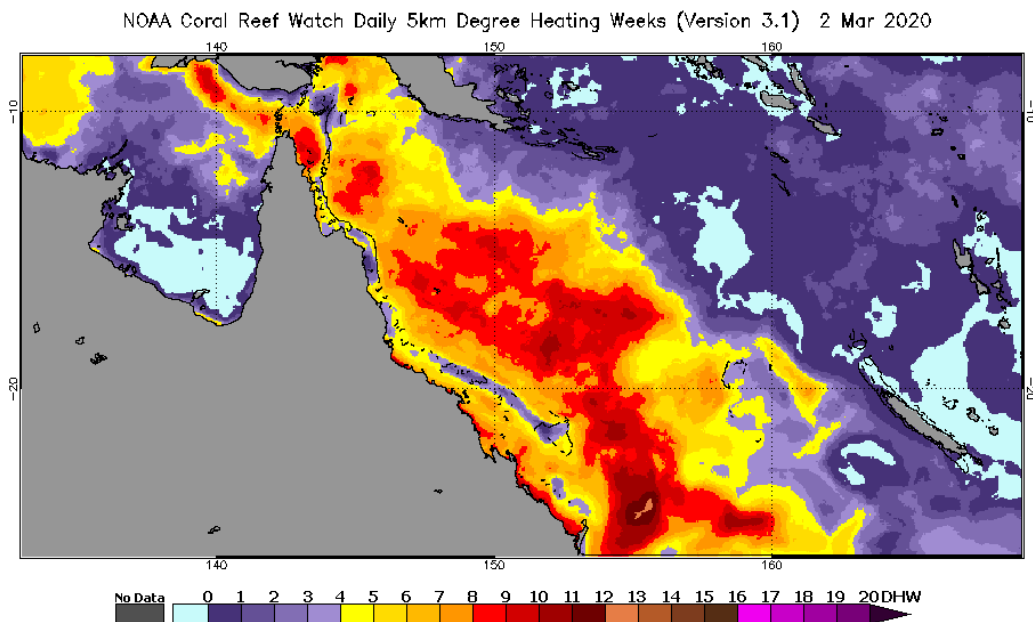 NOAA Coral Reef Watch Daily 5km Degree Heating Weeks (Version 3.1) 2 Mar 2020
140 150 160
-10 -10
-20 -20
140 150 160
No Data 0 1 2 3 4 5 6 7 8 9 10 11 12 13 14 15 16 17 18 19 20 DHW